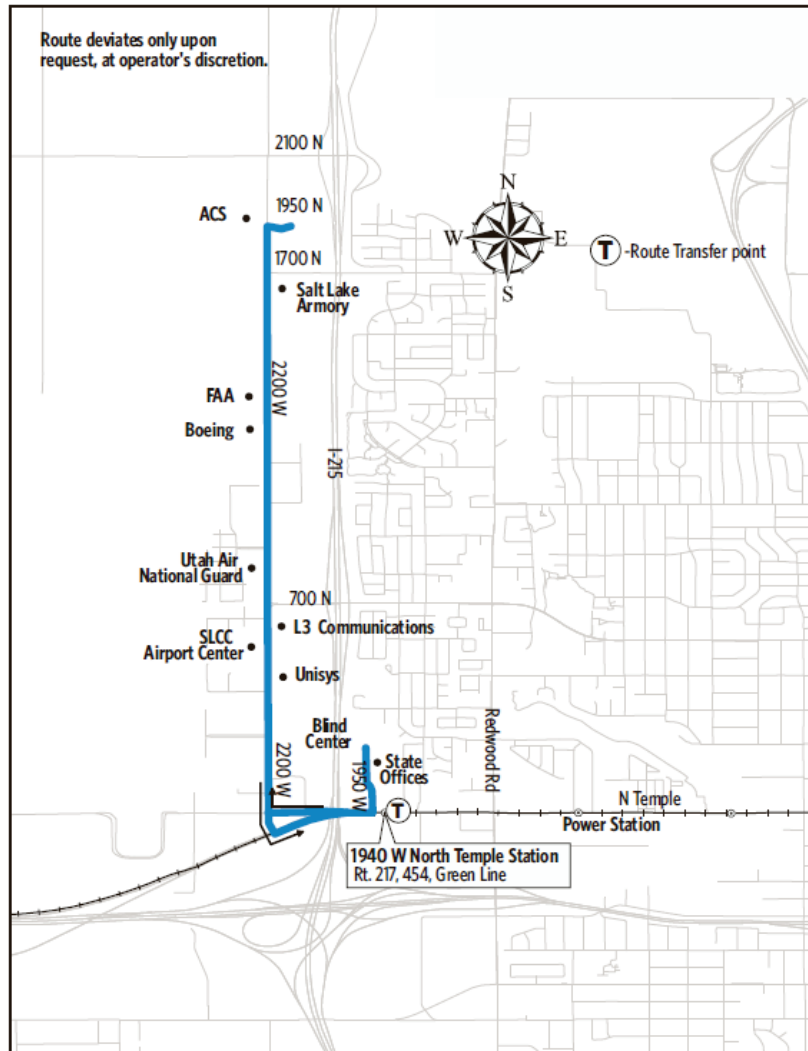 Route deviates only upon
request, at operator's discretion.
2100 N
ACS
1950 N
N
W
E
S
T
-Route Transfer point
1700 N
Salt Lake
Armory
2200 W
FAA
Boeing
I-215
Utah Air
National Guard
700 N
L3 Communications
SLCC
Airport Center
Unisys
Redwood Rd
Blind
Center
2200 W
1950 W
State
Offices
N Temple
T
Power Station
1940 W North Temple Station
Rt. 217, 454, Green Line